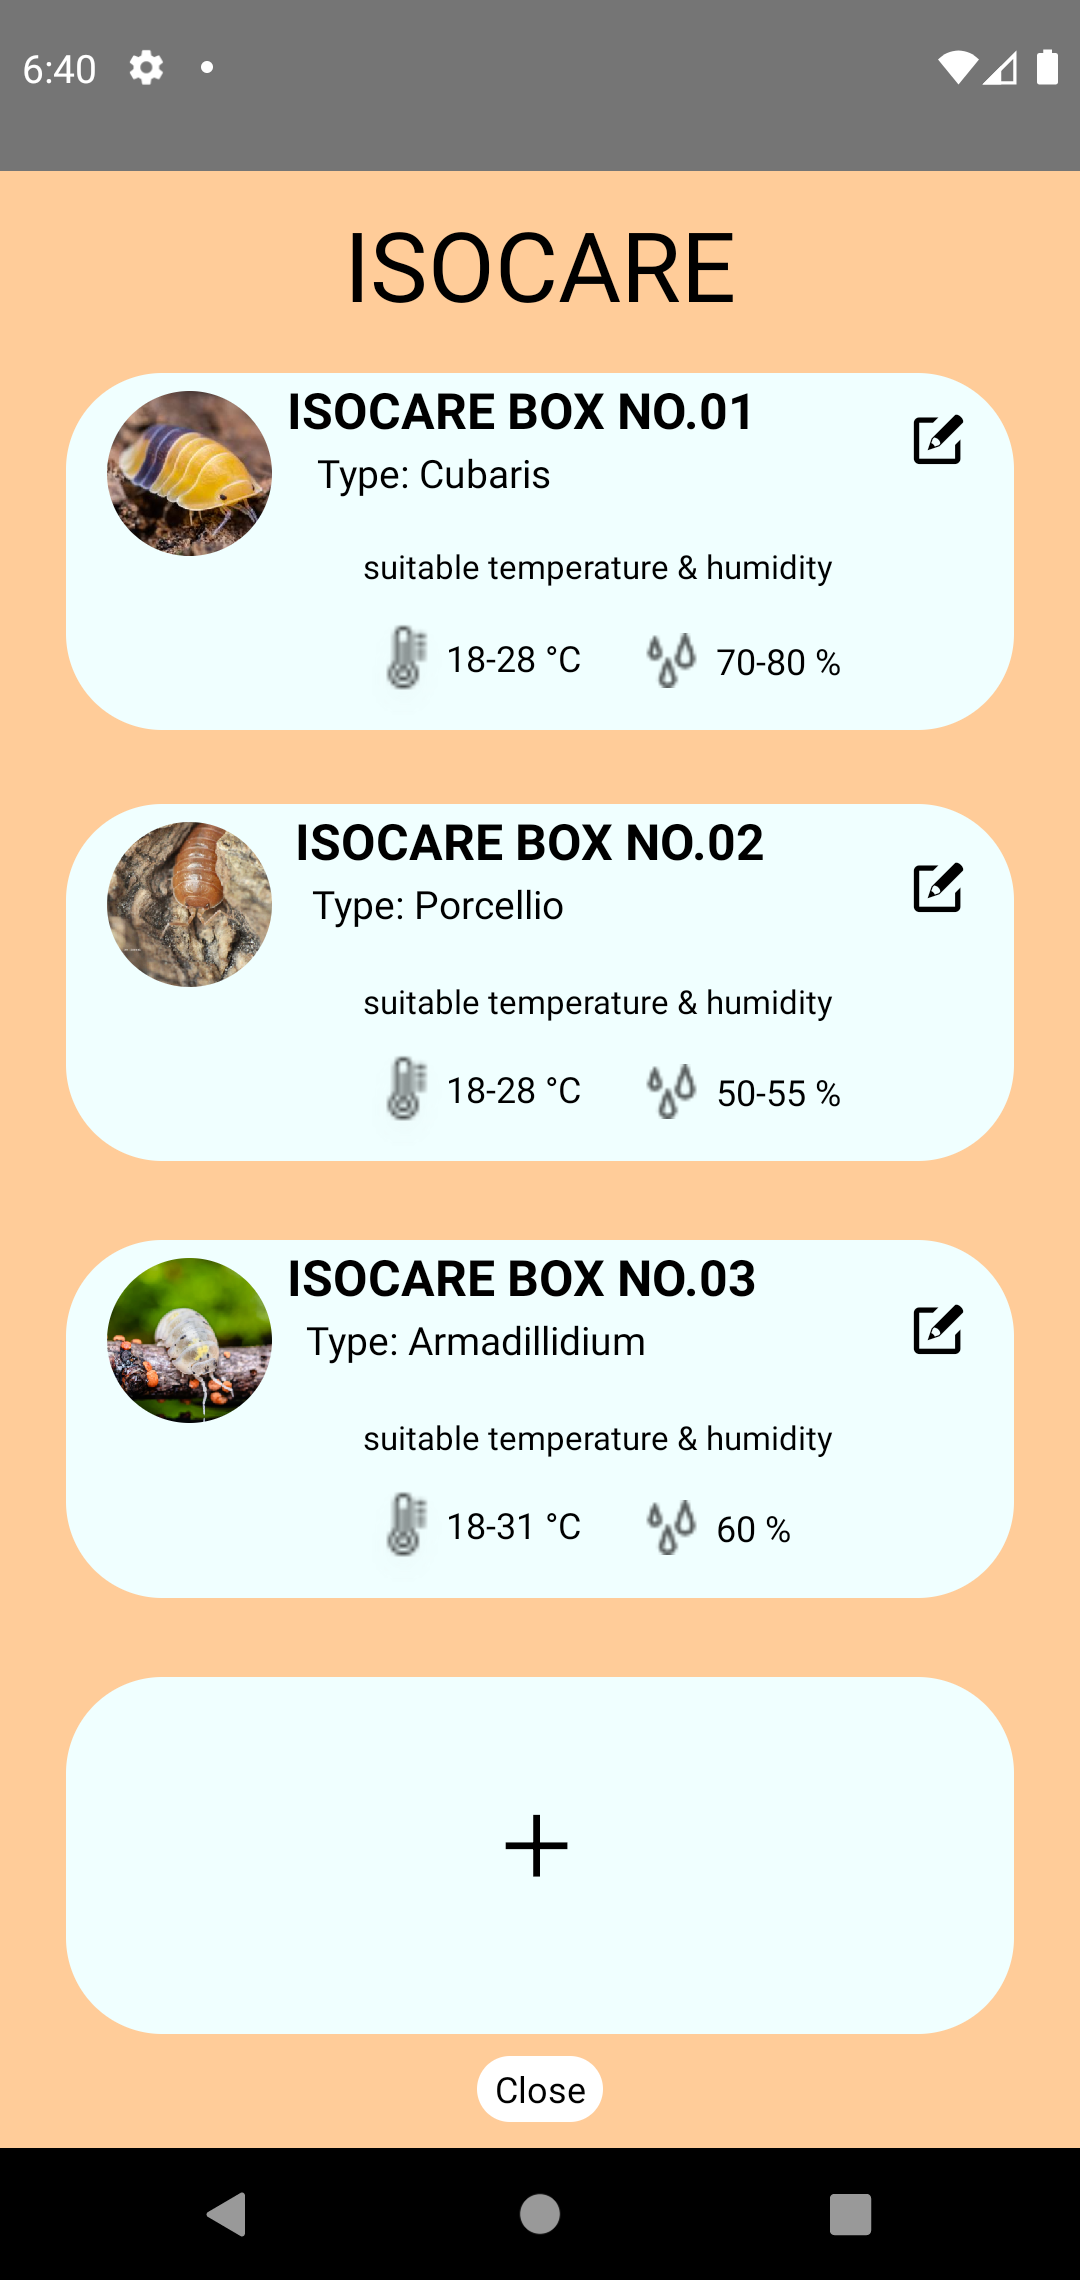 6:40
ISOCARE
ISOCARE BOX NO.01
Type: Cubaris
suitable temperature & humidity
18-28 °C 70-80 %
ISOCARE BOX NO.02
Type: Porcellio
suitable temperature & humidity
18-28 °C 50-55 %
ISOCARE BOX NO.03
Type: Armadillidium
suitable temperature & humidity
18-31 °C 60 %
Close